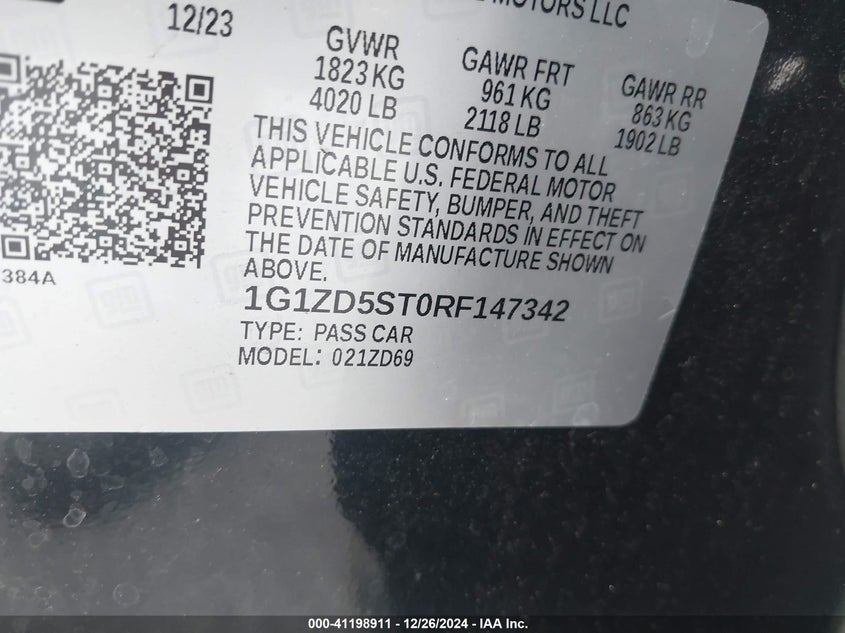 MOTORS LLC
12/23
GVWR
1823 KG
4020 LB
GAWR FRT
961 KG
2118 LB
GAWR RR
863 KG
1902 LB
THIS VEHICLE CONFORMS TO ALL
APPLICABLE U.S. FEDERAL MOTOR
VEHICLE SAFETY, BUMPER, AND THEFT
PREVENTION STANDARDS IN EFFECT ON
THE DATE OF MANUFACTURE SHOWN
ABOVE.
384A
1G1ZD5ST0RF147342
TYPE: PASS CAR
MODEL: 021ZD69
000-41198911 - 12/26/2024 - IAA Inc.